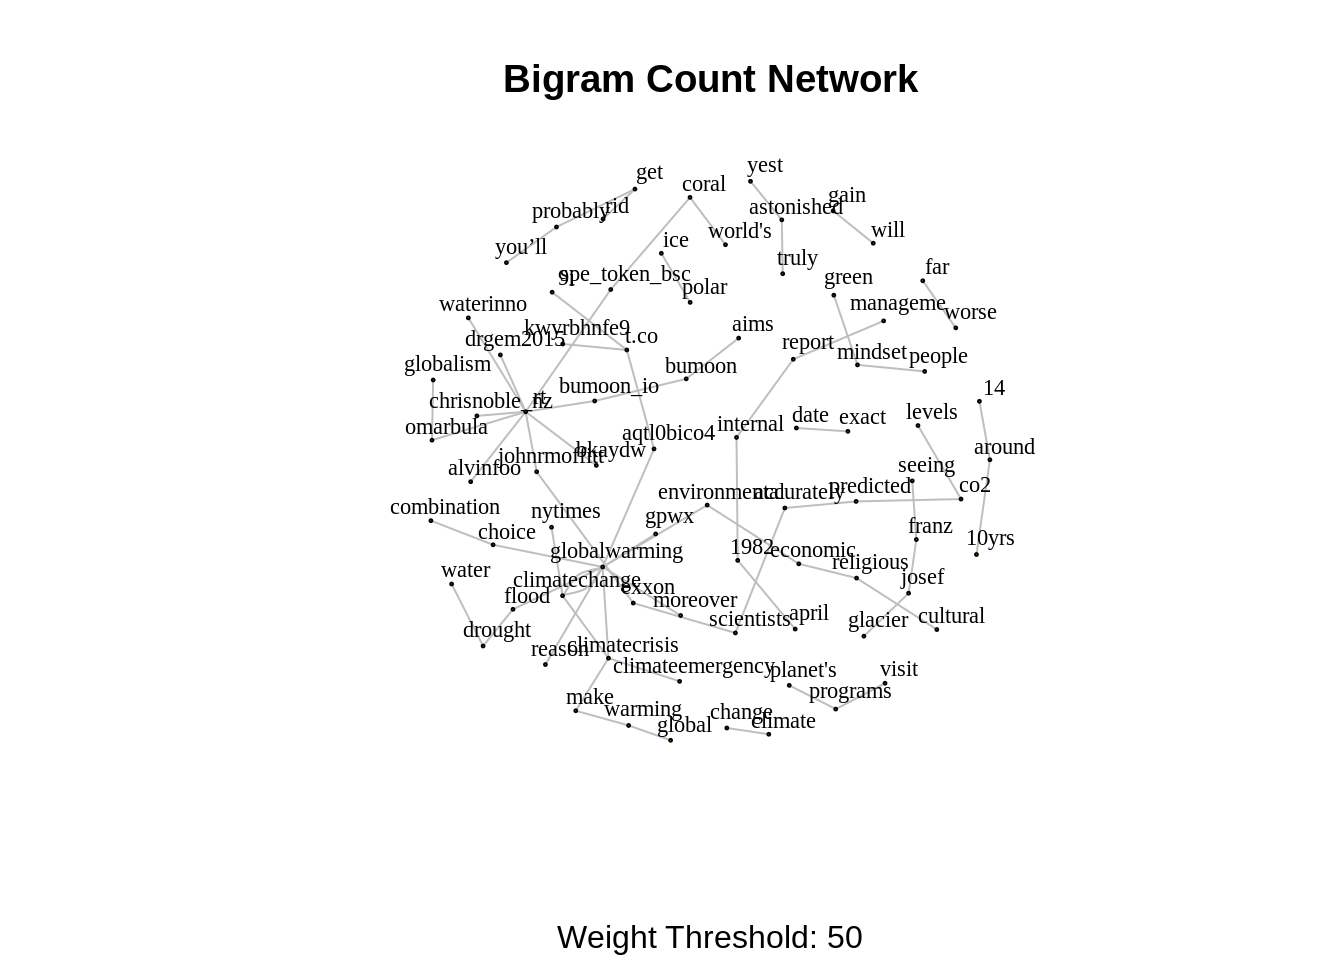 Bigram Count Network
get
yest
coral
gain
probably
rid
astonished
world's
will
you'll
ice
truly
spe_token_bsc
polar
green
far
waterinno
manageme
worse
kwvrbhnfe9
aims
drgem2015
t.co
report
mindset
people
globalism
bumoon
14
chrisnoble_nz
rt
bumoon_io
date
exact
levels
omarbula
aqtl0bico4
internal
around
johnrmoffitt
bkaydw
alvinfoo
seeing
co2
environmental
accurately
predicted
combination
nytimes
gpwx
choice
franz
10yrs
globalwarming
1982
economic
religious
water
josef
climatechange
exxon
flood
moreover
scientists
april
glacier
cultural
drought
reason
climatecrisis
climateemergency
planet's
visit
programs
make
warming
global
change
climate
Weight Threshold: 50